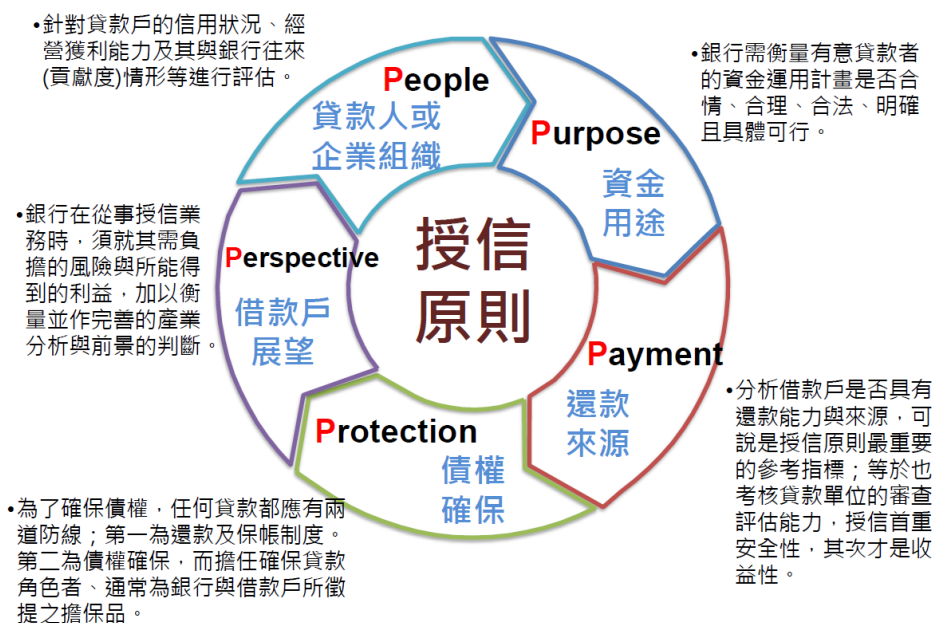 •針對貸款戶的信用狀況、經
營獲利能力及其與銀行往來
(貢獻度)情形等進行評估。
People
貸款人或
企業組織
•銀行需衡量有意貸款者
的資金運用計畫是否合
情、合理、合法、明確
且具體可行。
Purpose
資金
用途
授信
原則
•銀行在從事授信業
務時，須就其需負
擔的風險與所能得
到的利益，加以衡
量並作完善的產業
分析與前景的判斷。
Perspective
借款戶
展望
Payment
還款
來源
•分析借款戶是否具有
還款能力與來源，可
說是授信原則最重要
的參考指標；等於也
考核貸款單位的審查
評估能力，授信首重
安全性，其次才是收
益性。
Protection
債權
確保
•為了確保債權，任何貸款都應有兩
道防線；第一為還款及保帳制度。
第二為債權確保，而擔任確保貸款
角色者、通常為銀行與借款戶所徵
提之擔保品。